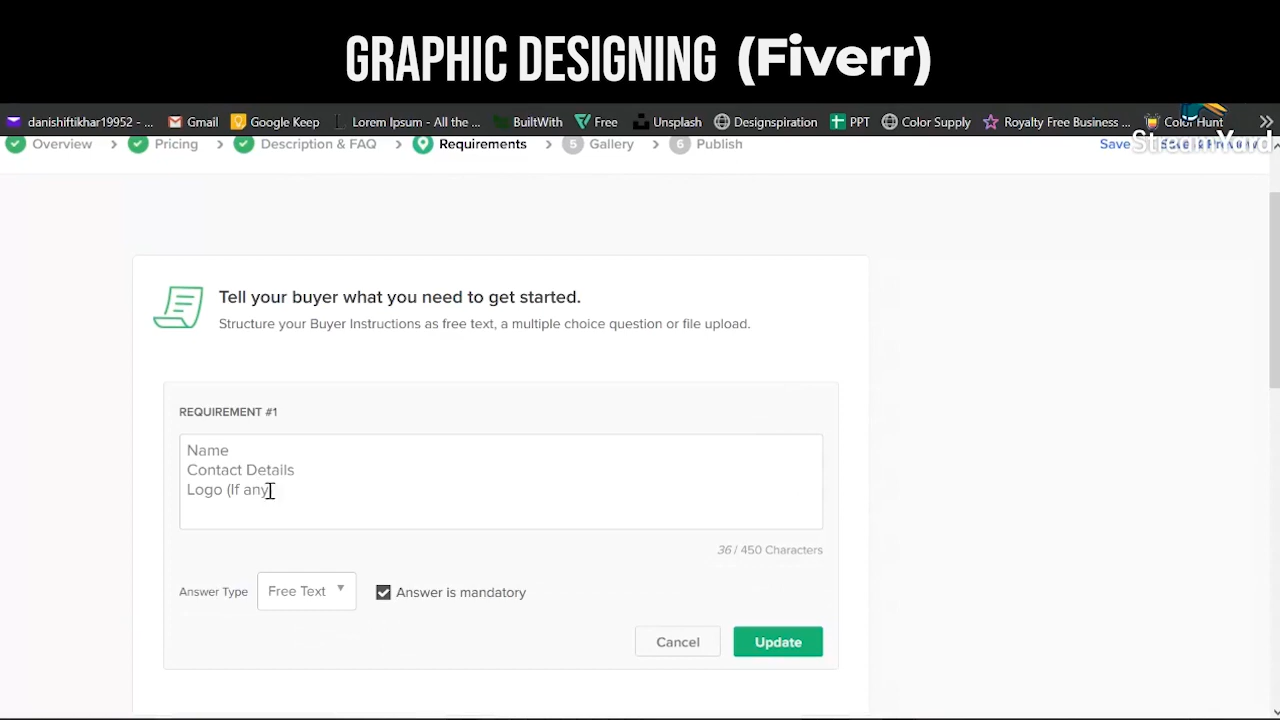 GRAPHIC DESIGNING (Fiverr)
danishiftikhar19952 - ... Gmail Google Keep Lorem Ipsum - All the ... BuiltWith Free Unsplash Designspiration PPT Color Supply Royalty Free Business ... Color Hunt »
StreamYard
Overview > Pricing > Description & FAQ > Requirements > 5 Gallery > 6 Publish Save
Tell your buyer what you need to get started.
Structure your Buyer Instructions as free text, a multiple choice question or file upload.
REQUIREMENT #1
Name
Contact Details
Logo (If any
36 / 450 Characters
Answer Type Free Text Answer is mandatory
Cancel Update